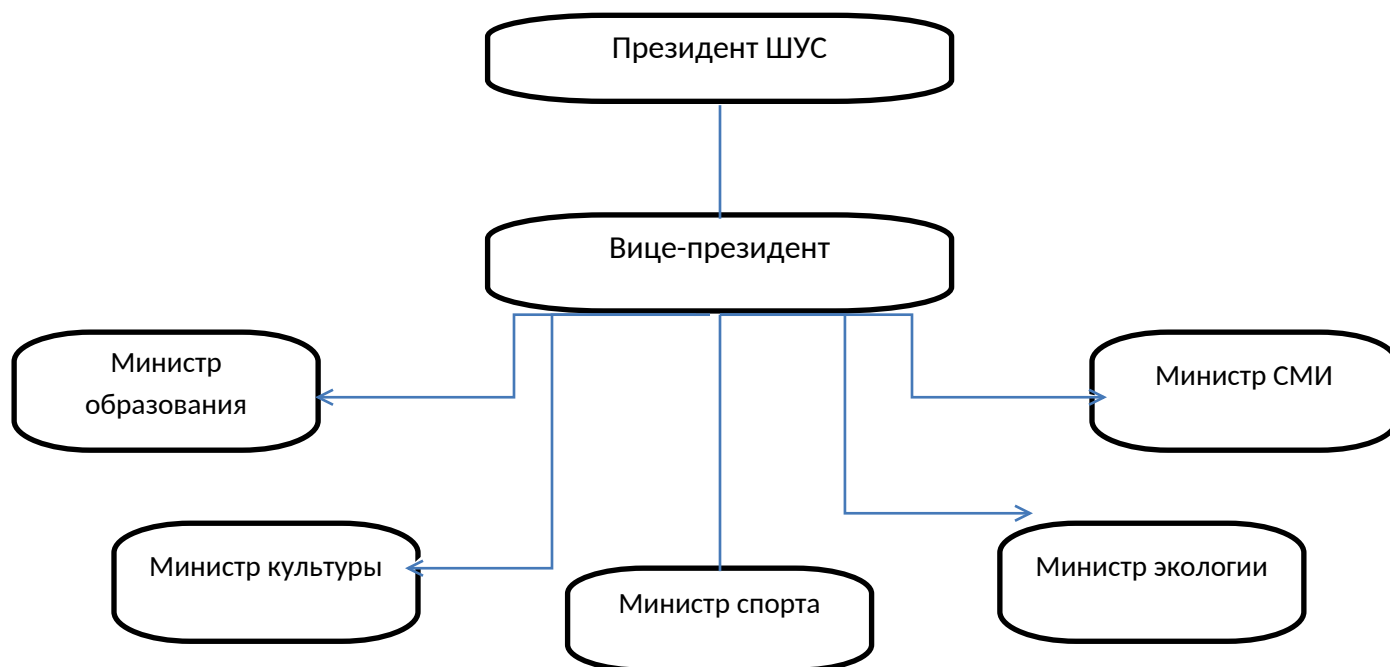 Президент ШУС
Вице-президент
Министр
образования
Министр СМИ
Министр культуры
Министр спорта
Министр экологии